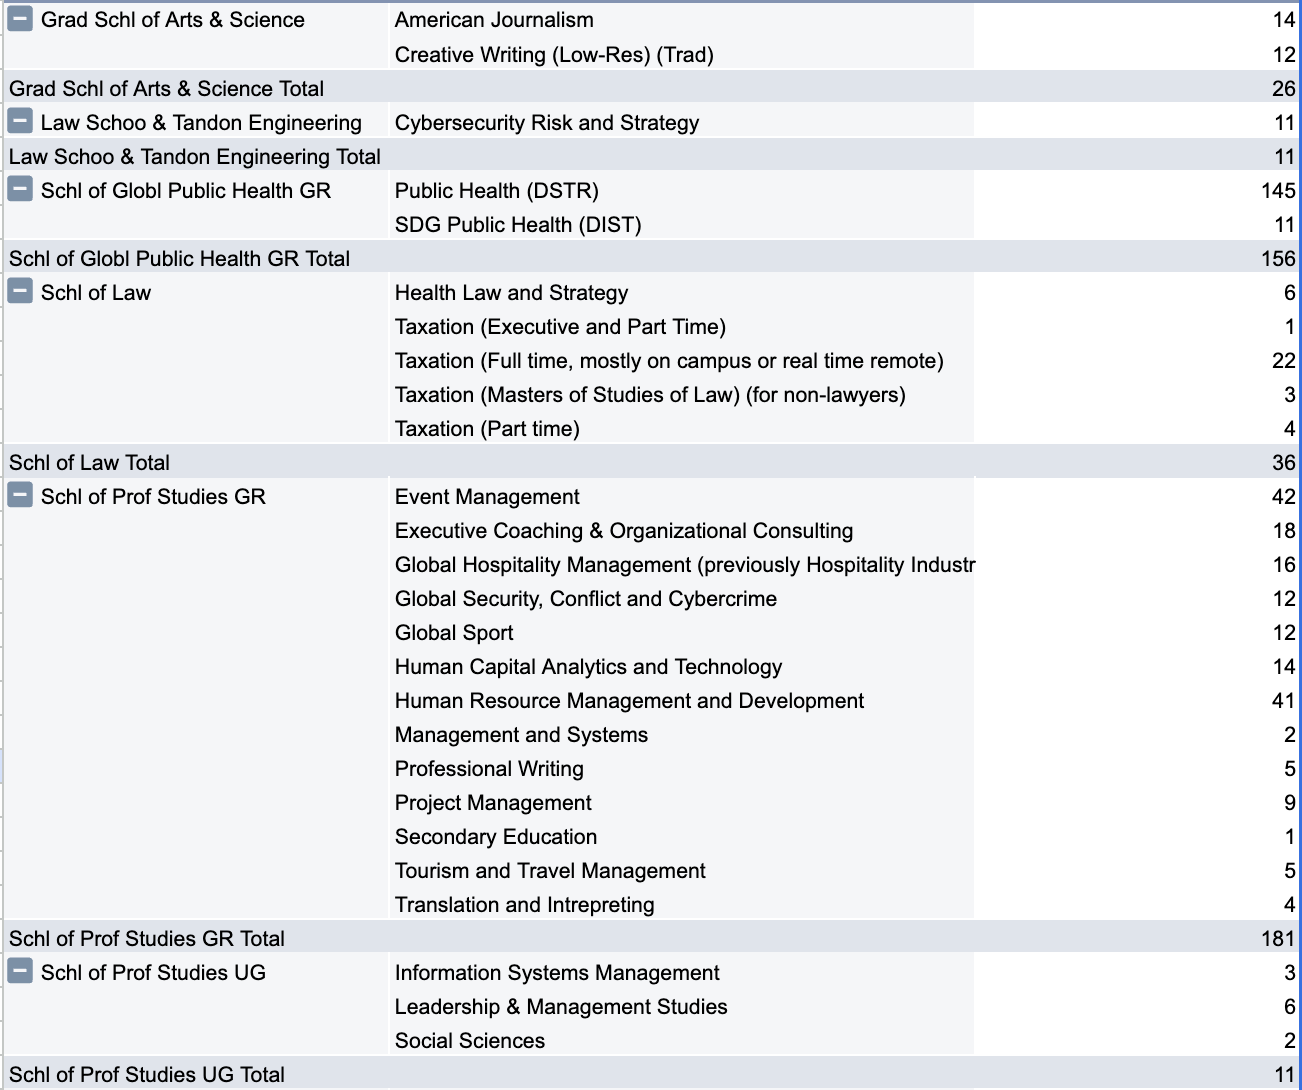 Grad Schl of Arts & Science American Journalism 14
Creative Writing (Low-Res) (Trad) 12
Grad Schl of Arts & Science Total 26
Law Schoo & Tandon Engineering Cybersecurity Risk and Strategy 11
Law Schoo & Tandon Engineering Total 11
Schl of Globl Public Health GR Public Health (DSTR) 145
SDG Public Health (DIST) 11
Schl of Globl Public Health GR Total 156
Schl of Law Health Law and Strategy 6
Taxation (Executive and Part Time) 1
Taxation (Full time, mostly on campus or real time remote) 22
Taxation (Masters of Studies of Law) (for non-lawyers) 3
Taxation (Part time) 4
Schl of Law Total 36
Schl of Prof Studies GR Event Management 42
Executive Coaching & Organizational Consulting 18
Global Hospitality Management (previously Hospitality Industr 16
Global Security, Conflict and Cybercrime 12
Global Sport 12
Human Capital Analytics and Technology 14
Human Resource Management and Development 41
Management and Systems 2
Professional Writing 5
Project Management 9
Secondary Education 1
Tourism and Travel Management 5
Translation and Intrepreting 4
Schl of Prof Studies GR Total 181
Schl of Prof Studies UG Information Systems Management 3
Leadership & Management Studies 6
Social Sciences 2
Schl of Prof Studies UG Total 11